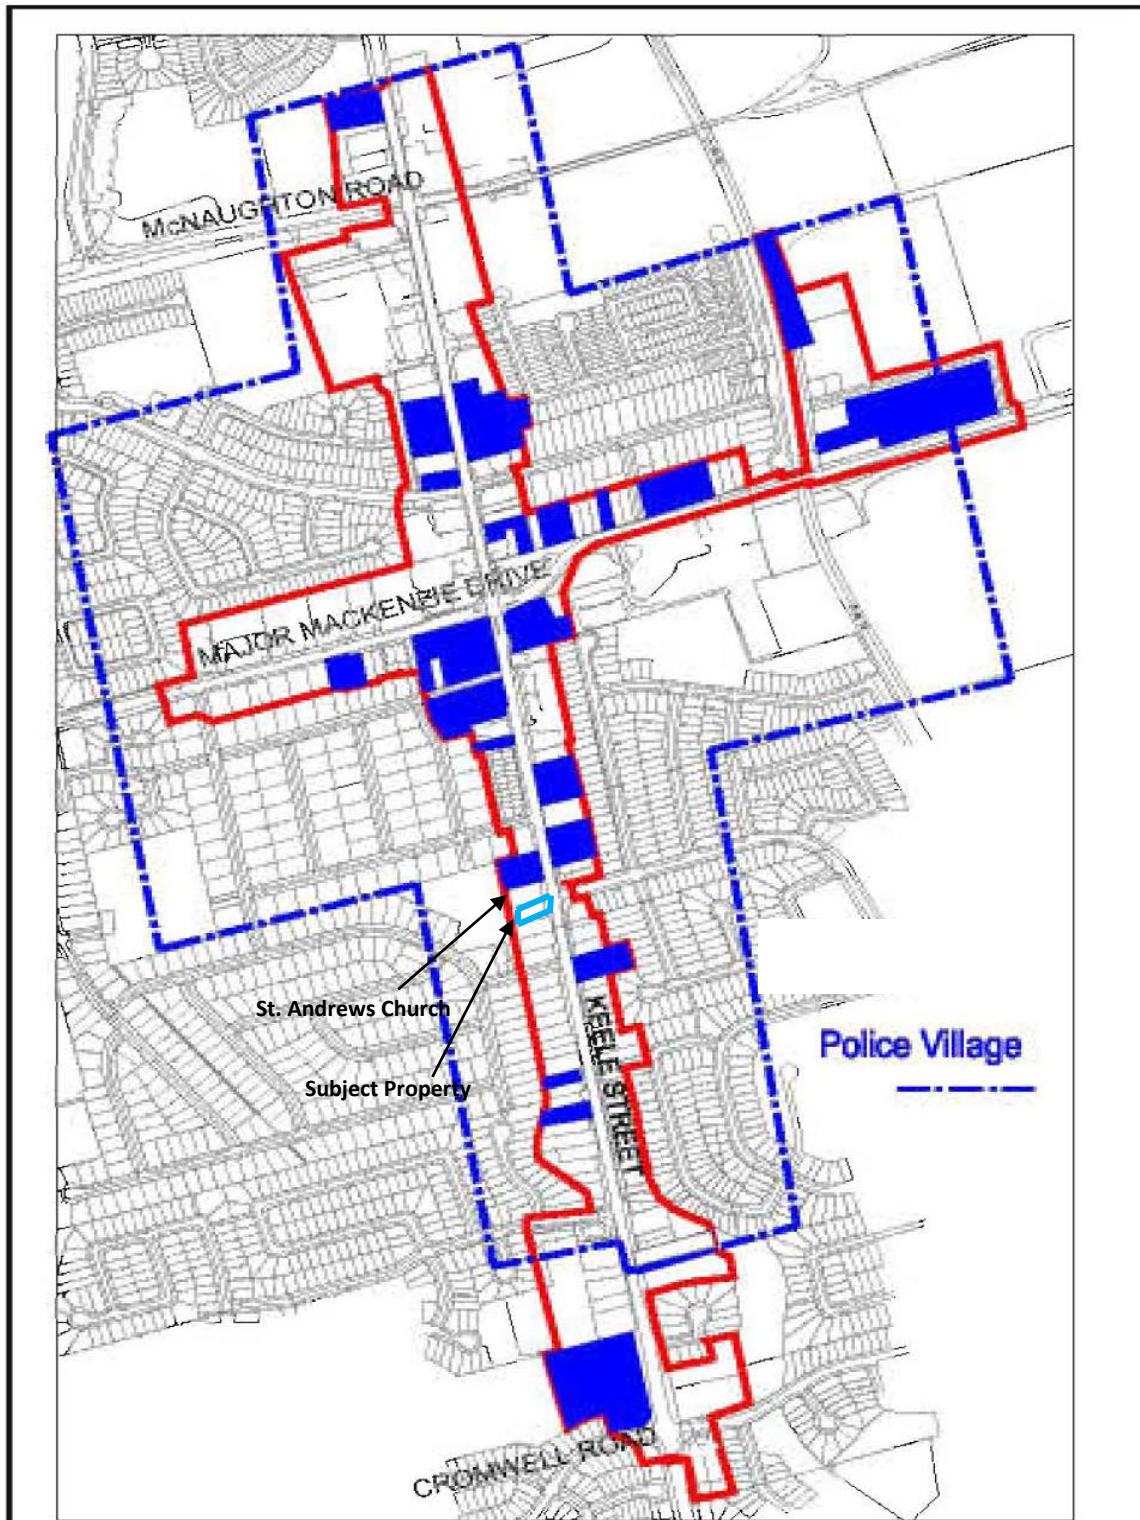 McNAUGHTON ROAD
MAJOR MACKENZIE DRIVE
St. Andrews Church
KEELE STREET
Police Village
Subject Property
CROMWELL ROAD